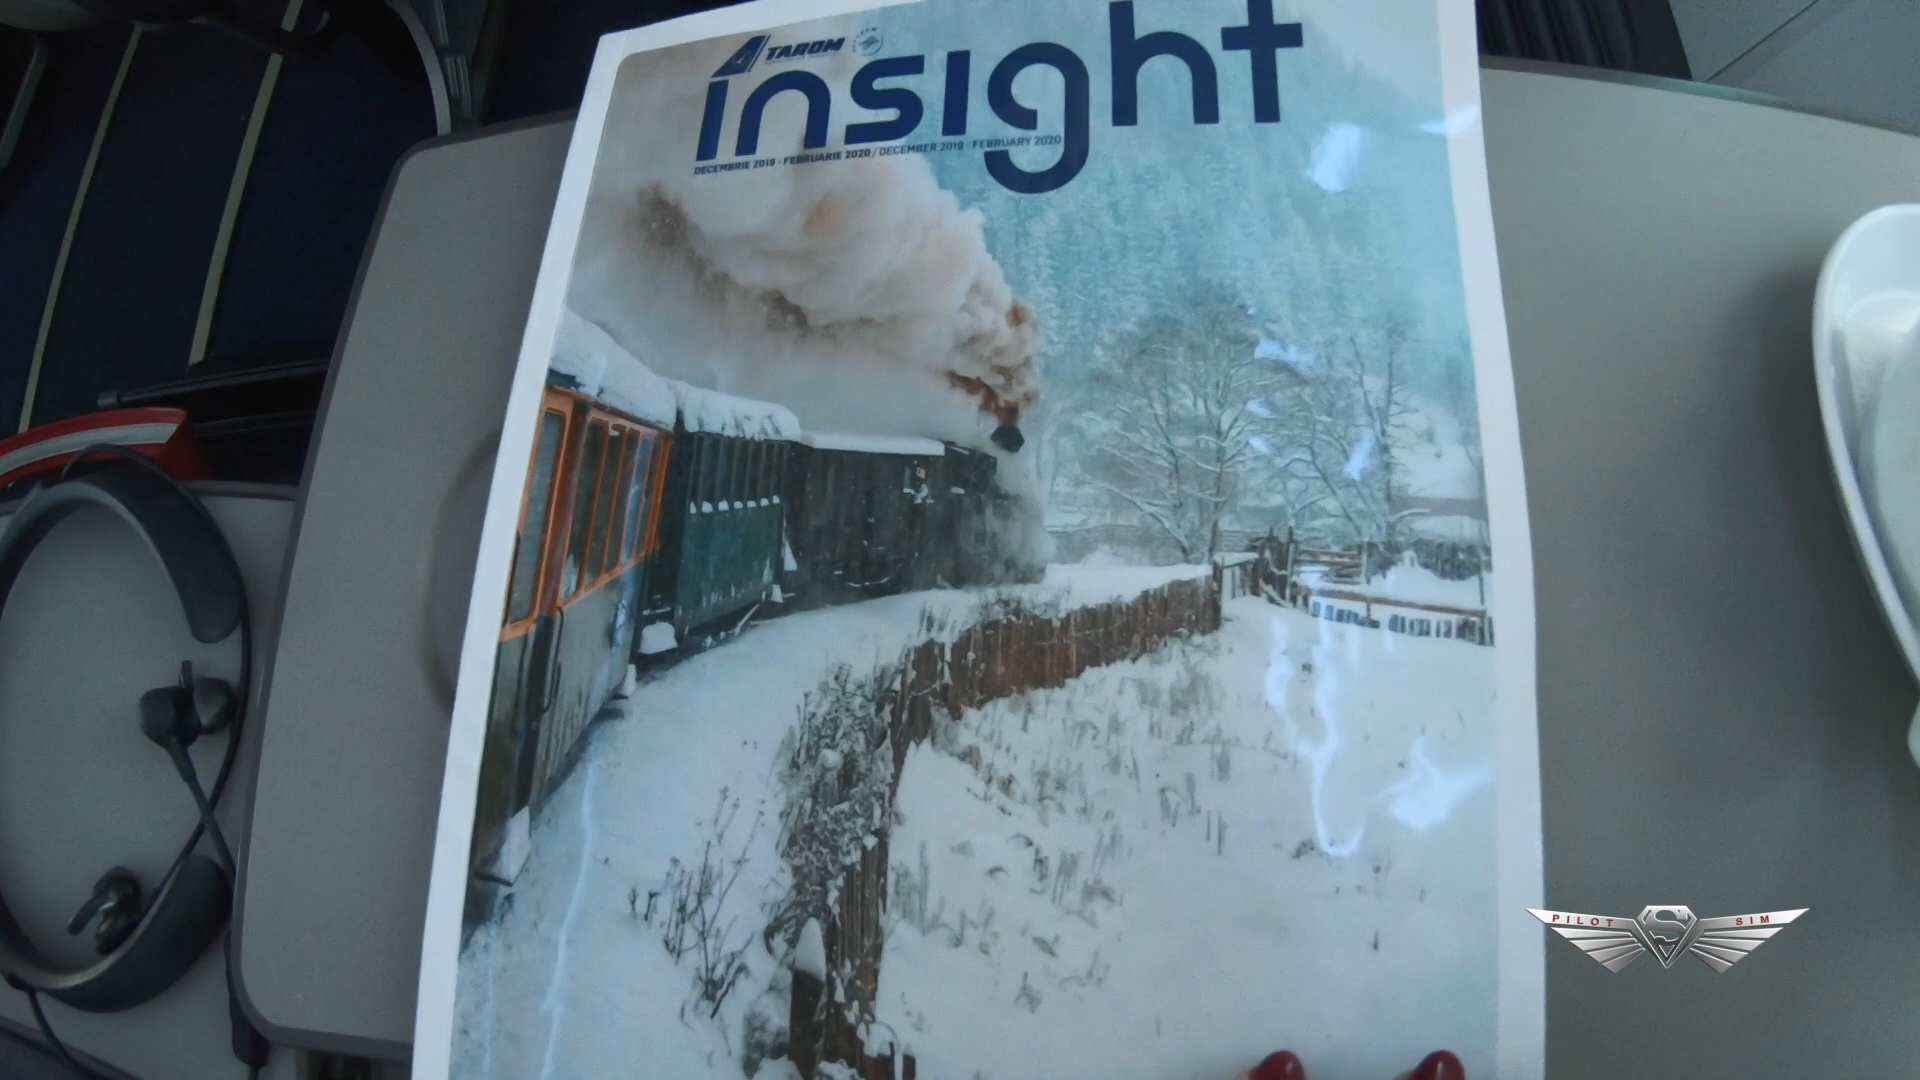 TAROM
insight
DECEMBRIE 2019 - FEBRUARIE 2020 / DECEMBER 2019 - FEBRUARY 2020
PILOT S SIM